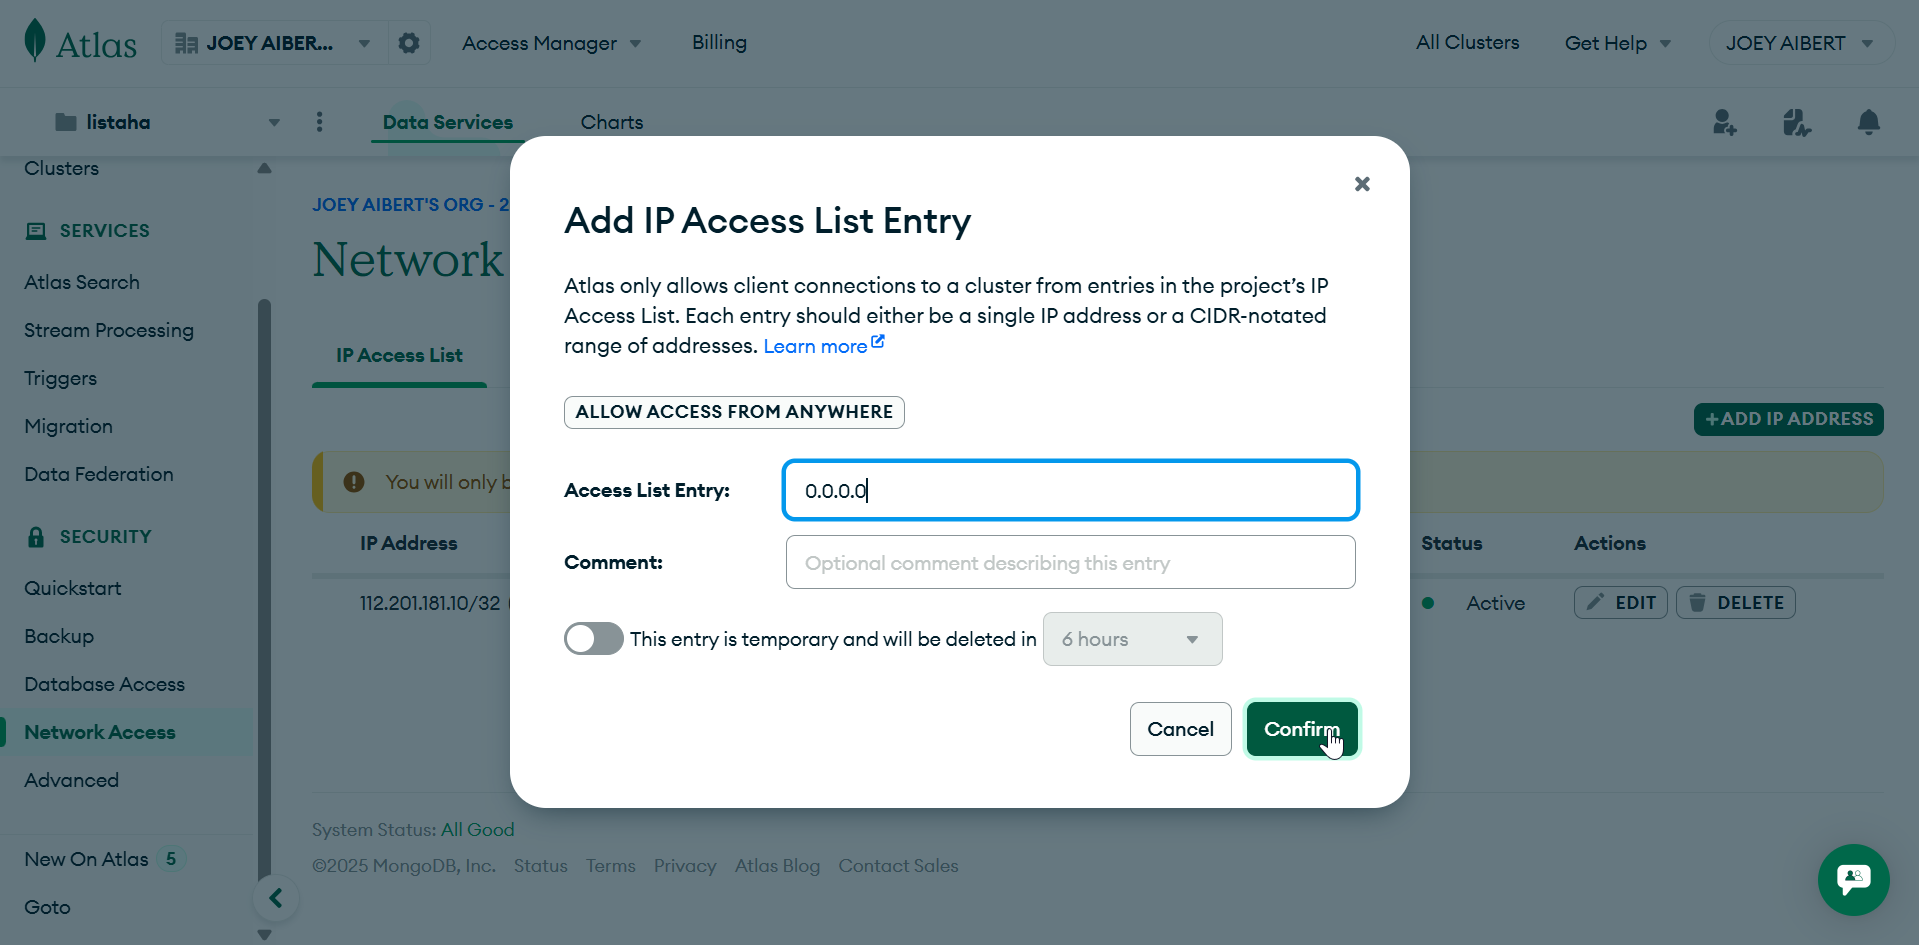 Atlas
JOEY AIBER...
Access Manager
Billing
All Clusters
Get Help
JOEY AIBERT
listaha
Data Services
Charts
Clusters
SERVICES
Atlas Search
Stream Processing
Triggers
Migration
Data Federation
SECURITY
Quickstart
Backup
Database Access
Network Access
Advanced
New On Atlas 5
Goto
JOEY AIBERT'S ORG - 2
Network
IP Access List
+ADD IP ADDRESS
You will only b
IP Address
Status
Actions
112.201.181.10/32 (
Active
EDIT
DELETE
Add IP Access List Entry
Atlas only allows client connections to a cluster from entries in the project’s IP
Access List. Each entry should either be a single IP address or a CIDR-notated
range of addresses. Learn more
ALLOW ACCESS FROM ANYWHERE
Access List Entry:
0.0.0.0
Comment:
Optional comment describing this entry
This entry is temporary and will be deleted in
6 hours
Cancel
Confirm
System Status: All Good
©2025 MongoDB, Inc. Status Terms Privacy Atlas Blog Contact Sales